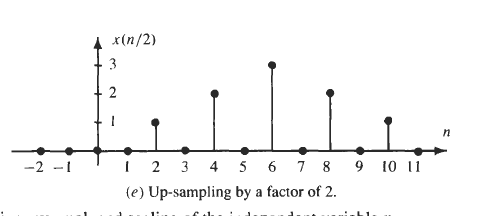 x(n/2)
3
2
1
n
-2 -1 1 2 3 4 5 6 7 8 9 10 11
(e) Up-sampling by a factor of 2.